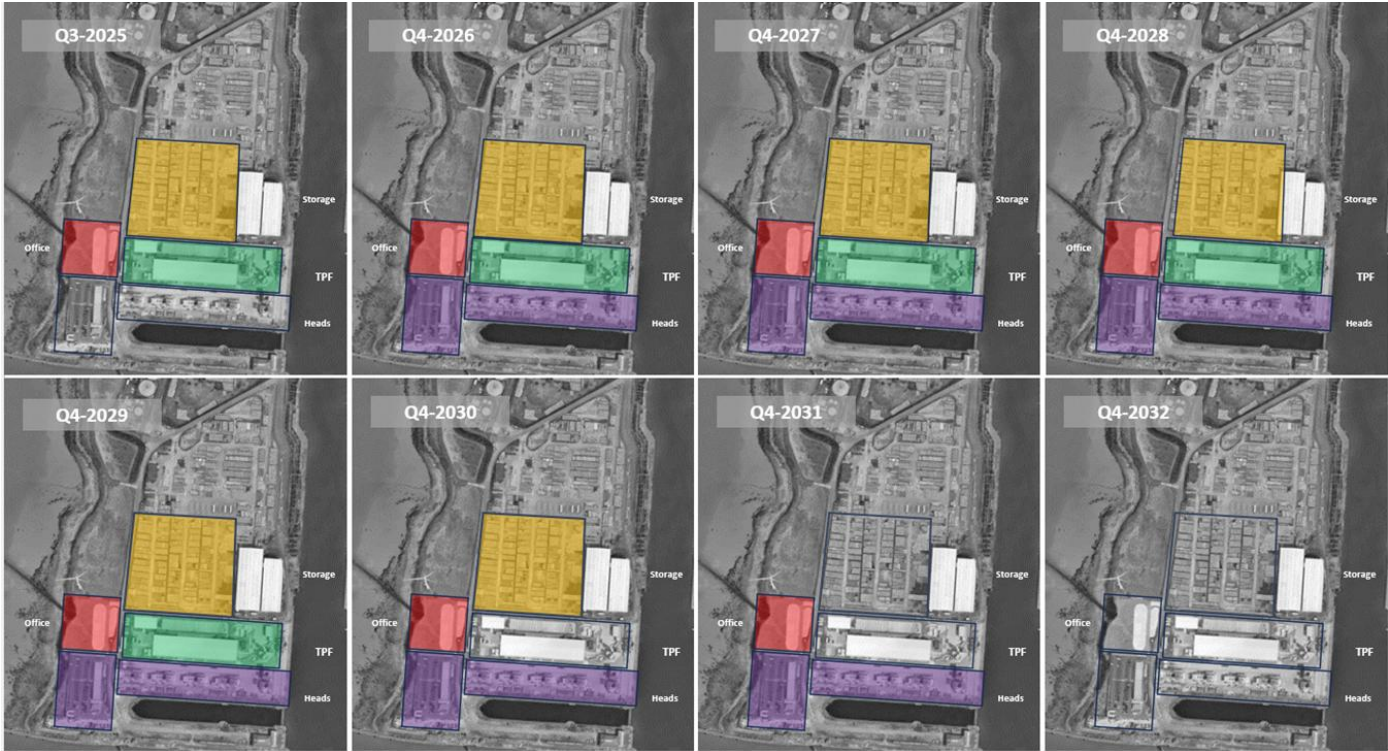 Q3-2025
Q4-2026
Q4-2027
Q4-2028
Storage
Storage
Storage
Storage
Office
Office
Office
Office
TPF
TPF
TPF
TPF
Heads
Heads
Heads
Heads
Q4-2029
Q4-2030
Q4-2031
Q4-2032
Storage
Storage
Storage
Storage
Office
Office
Office
Office
TPF
TPF
TPF
TPF
Heads
Heads
Heads
Heads